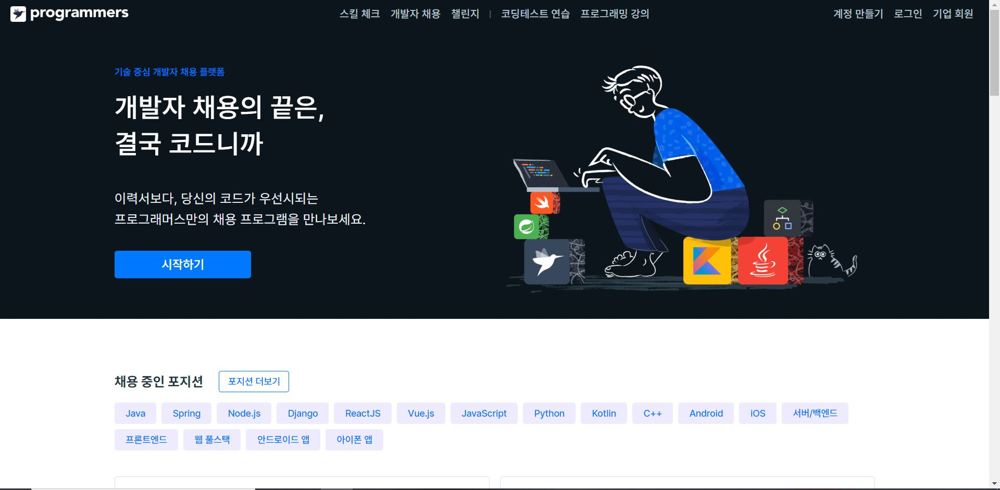 programmers
스킬 체크 개발자 채용 챌린지 | 코딩테스트 연습 프로그래밍 강의
계정 만들기 로그인 기업 회원
기술 중심 개발자 채용 플랫폼
개발자 채용의 끝은,
결국 코드니까
이력서보다, 당신의 코드가 우선시되는
프로그래머스만의 채용 프로그램을 만나보세요.
시작하기
채용 중인 포지션 포지션 더보기
Java Spring Node.js Django ReactJS Vue.js JavaScript Python Kotlin C++ Android iOS 서버/백엔드
프론트엔드 웹 풀스택 안드로이드 앱 아이폰 앱